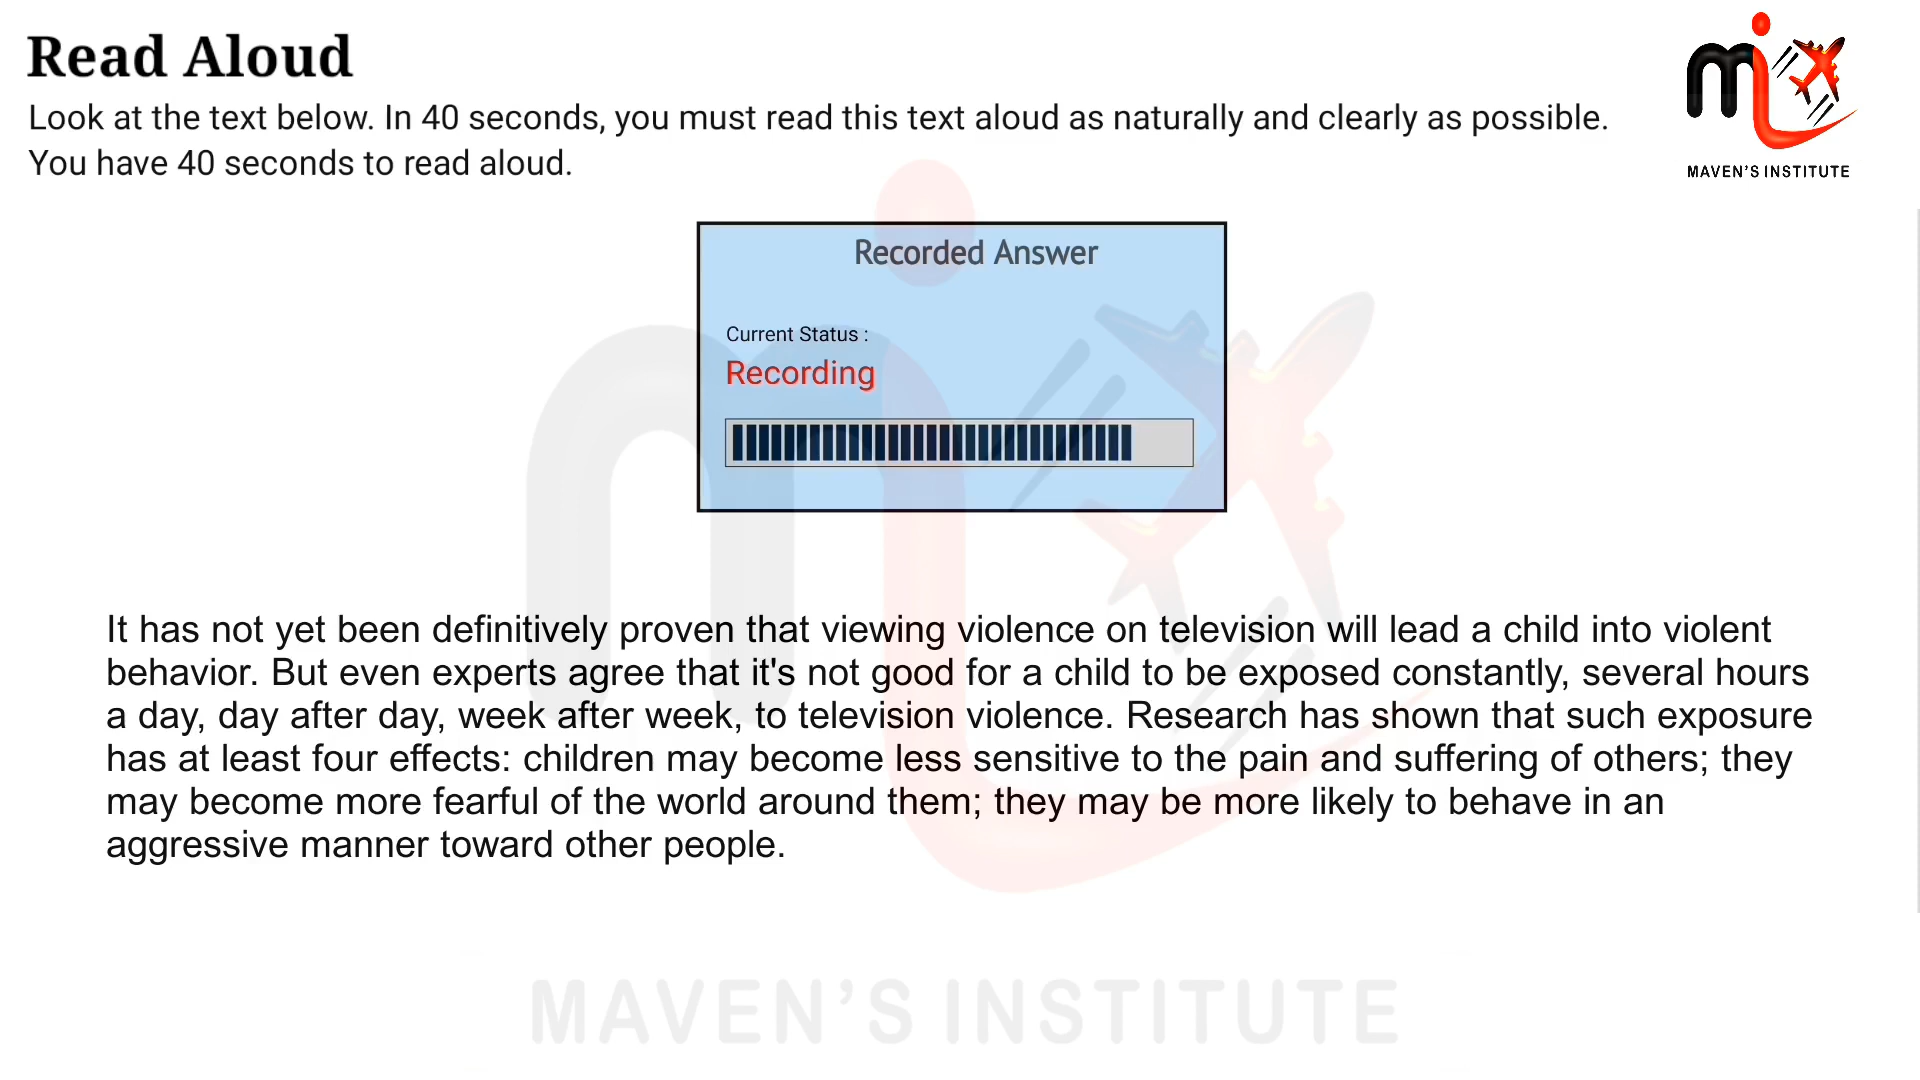 Read Aloud
Look at the text below. In 40 seconds, you must read this text aloud as naturally and clearly as possible.
You have 40 seconds to read aloud.
MAVEN'S INSTITUTE
Recorded Answer
Current Status :
Recording
It has not yet been definitively proven that viewing violence on television will lead a child into violent
behavior. But even experts agree that it's not good for a child to be exposed constantly, several hours
a day, day after day, week after week, to television violence. Research has shown that such exposure
has at least four effects: children may become less sensitive to the pain and suffering of others; they
may become more fearful of the world around them; they may be more likely to behave in an
aggressive manner toward other people.
MAVEN'S INSTITUTE